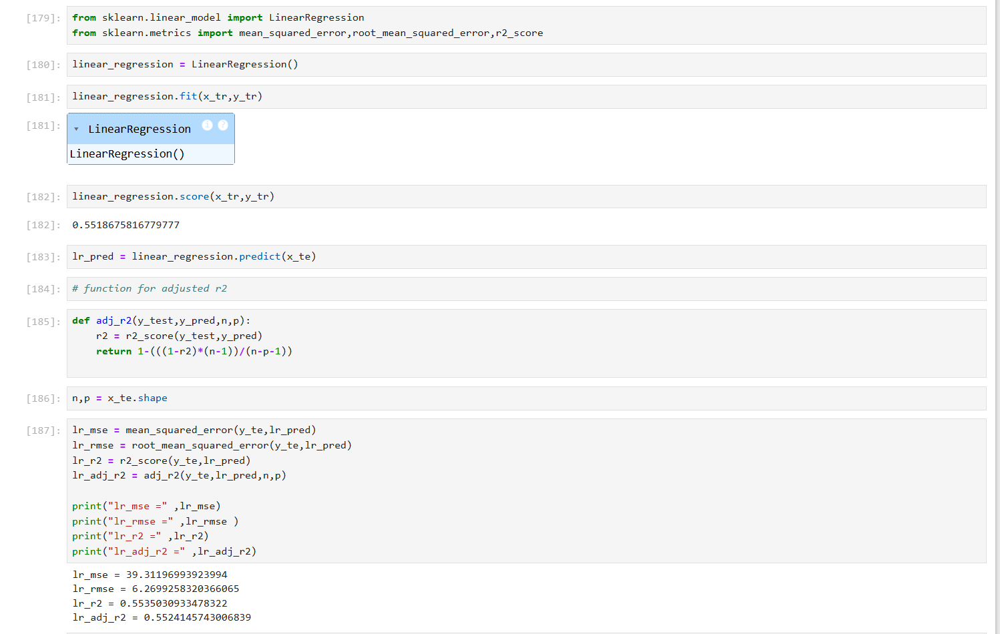 [179]: from sklearn.linear_model import LinearRegression
from sklearn.metrics import mean_squared_error,root_mean_squared_error,r2_score
[180]: linear_regression = LinearRegression()
[181]: linear_regression.fit(x_tr,y_tr)
[181]: ▾ LinearRegression i ?
LinearRegression()
[182]: linear_regression.score(x_tr,y_tr)
[182]: 0.5518675816779777
[183]: lr_pred = linear_regression.predict(x_te)
[184]: # function for adjusted r2
[185]: def adj_r2(y_test,y_pred,n,p):
    r2 = r2_score(y_test,y_pred)
    return 1-(((1-r2)*(n-1))/(n-p-1))
[186]: n,p = x_te.shape
[187]: lr_mse = mean_squared_error(y_te,lr_pred)
lr_rmse = root_mean_squared_error(y_te,lr_pred)
lr_r2 = r2_score(y_te,lr_pred)
lr_adj_r2 = adj_r2(y_te,lr_pred,n,p)
print("lr_mse =" ,lr_mse)
print("lr_rmse =" ,lr_rmse )
print("lr_r2 =" ,lr_r2)
print("lr_adj_r2 =" ,lr_adj_r2)
lr_mse = 39.31196993923994
lr_rmse = 6.2699258320366065
lr_r2 = 0.5535030933478322
lr_adj_r2 = 0.5524145743006839